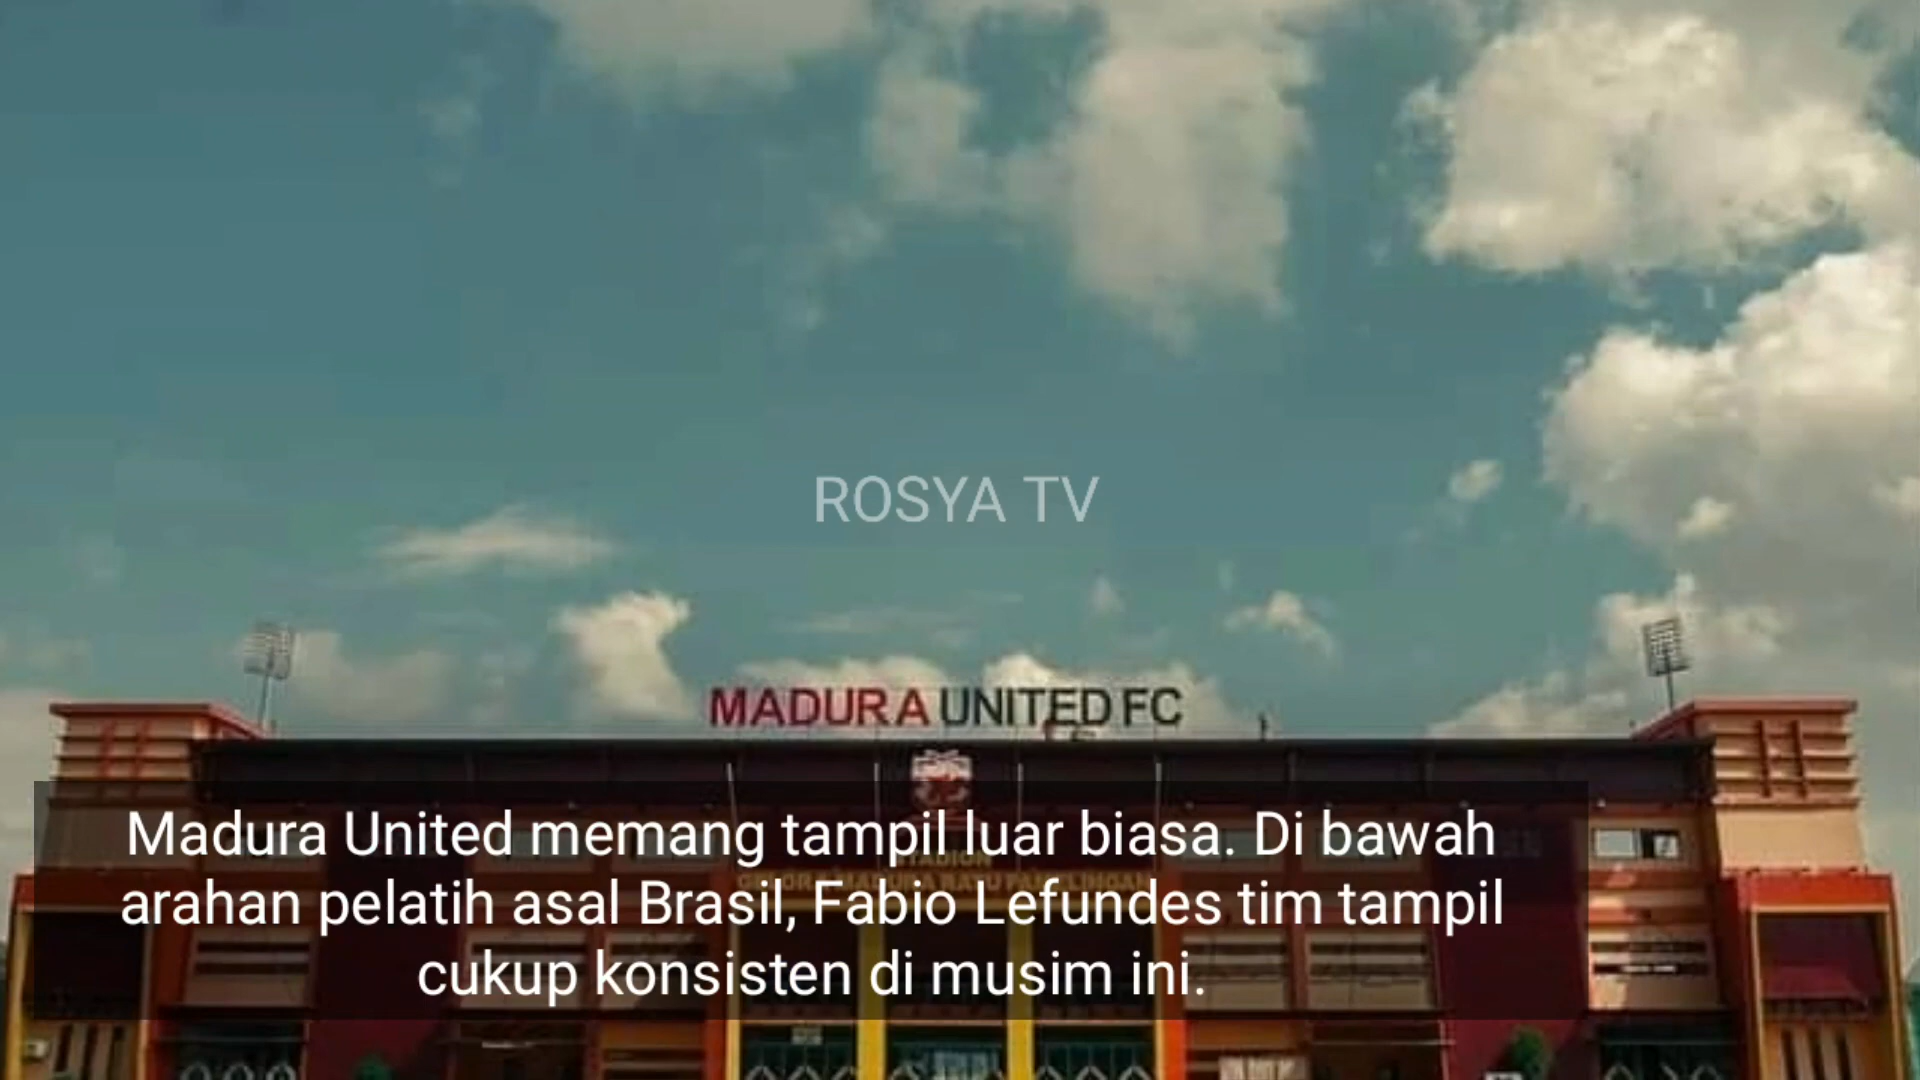 ROSYA TV
MADURA UNITED FC
Madura United memang tampil luar biasa. Di bawah
arahan pelatih asal Brasil, Fabio Lefundes tim tampil
cukup konsisten di musim ini.
STADION